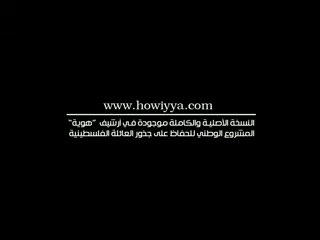 www.howiyya.com
النسخة الأصلية والكاملة موجودة في أرشيف "هوية"
المشروع الوطني للحفاظ على جذور العائلة الفلسطينية